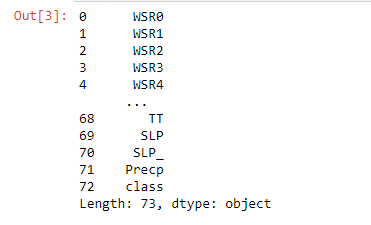 Out[3]: 0 WSR0
1 WSR1
2 WSR2
3 WSR3
4 WSR4
...
68 TT
69 SLP
70 SLP_
71 Precp
72 class
Length: 73, dtype: object